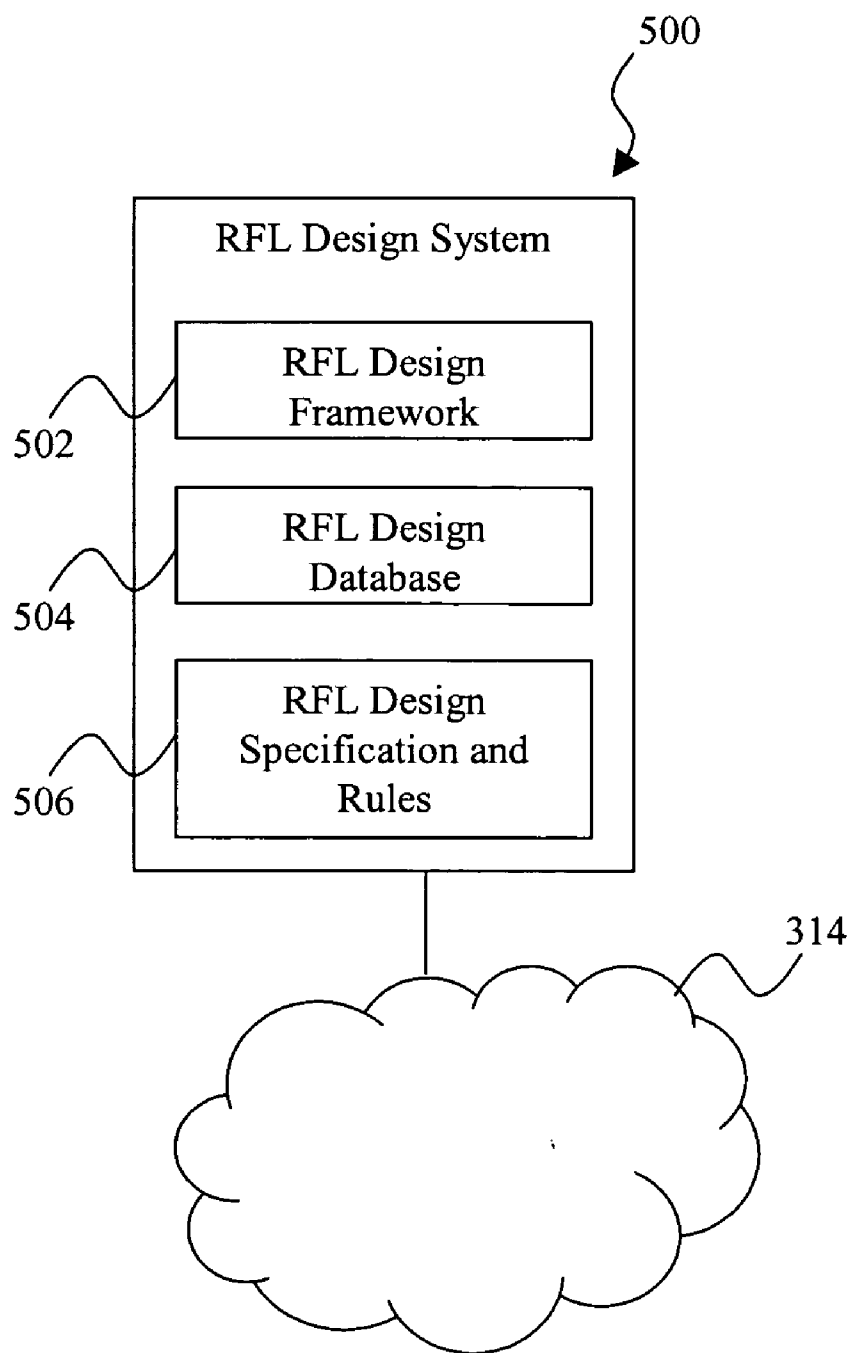 500
RFL Design System
RFL Design
Framework
502
RFL Design
Database
504
RFL Design
Specification and
Rules
506
314